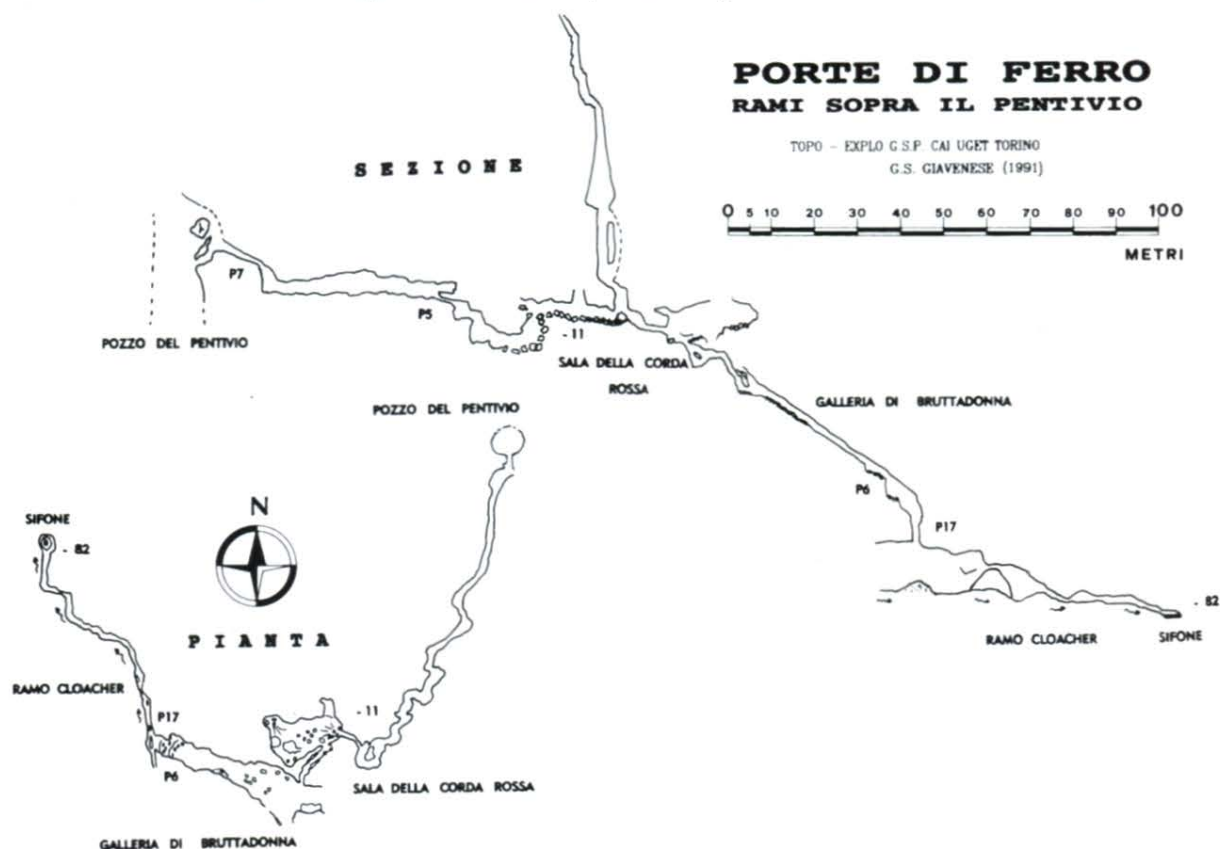 PORTE DI FERRO
RAMI SOPRA IL PENTIVIO
TOPO - EXPLO G.S.P. CAI UGET TORINO
G.S. GIAVENESE (1991)
0 5 10 20 30 40 50 60 70 80 90 100
METRI
SEZIONE
P7
P5
POZZO DEL PENTIVIO
- 11
SALA DELLA CORDA
ROSSA
GALLERIA DI BRUTTADONNA
P6
P17
- 82
RAMO CLOACHER
SIFONE
POZZO DEL PENTIVIO
N
SIFONE
- 82
PIANTA
RAMO CLOACHER
P17
- 11
P6
SALA DELLA CORDA ROSSA
GALLERIA DI BRUTTADONNA